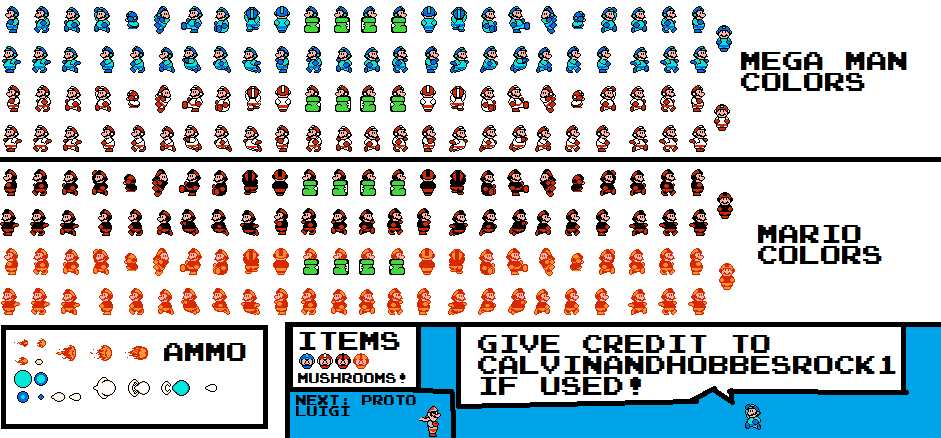 MEGA MAN
COLORS
MARIO
COLORS
AMMO
ITEMS
MUSHROOMS!
NEXT: PROTO
LUIGI
GIVE CREDIT TO
CALVINANDHOBBESROCK1
IF USED!